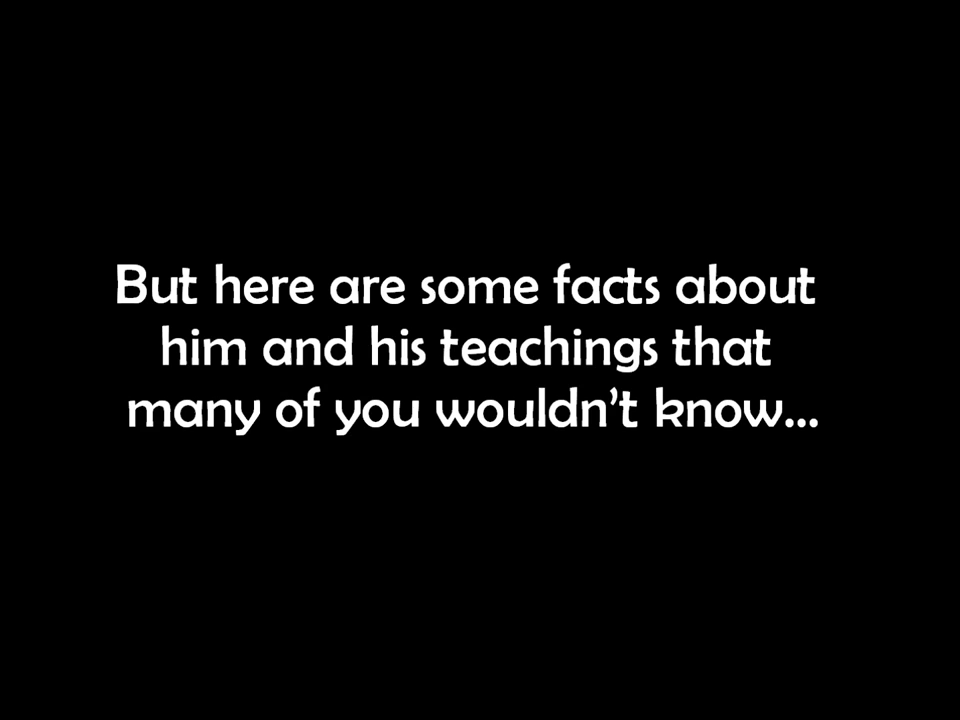 But here are some facts about
him and his teachings that
many of you wouldn't know...